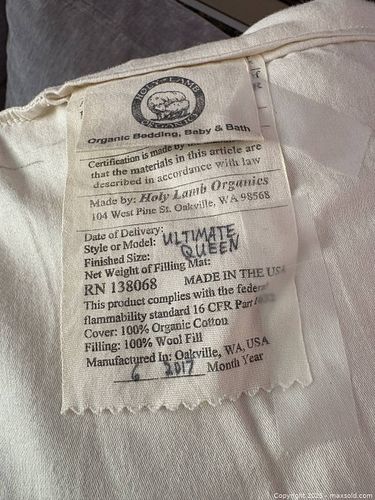 HOLY LAMB
ORGANICS
Organic Bedding, Baby & Bath
Certification is made by the
that the materials in this article are
described in accordance with law
Made by: Holy Lamb Organics
104 West Pine St. Oakville, WA 98568
Date of Delivery:
Style or Model: ULTIMATE
Finished Size: QUEEN
Net Weight of Filling Mat:
RN 138068 MADE IN THE USA
This product complies with the federal
flammability standard 16 CFR Part
Cover: 100% Organic Cotton
Filling: 100% Wool Fill
Manufactured In: Oakville, WA, USA
6 2017 Month Year
Copyright 2025 - maxsold.com